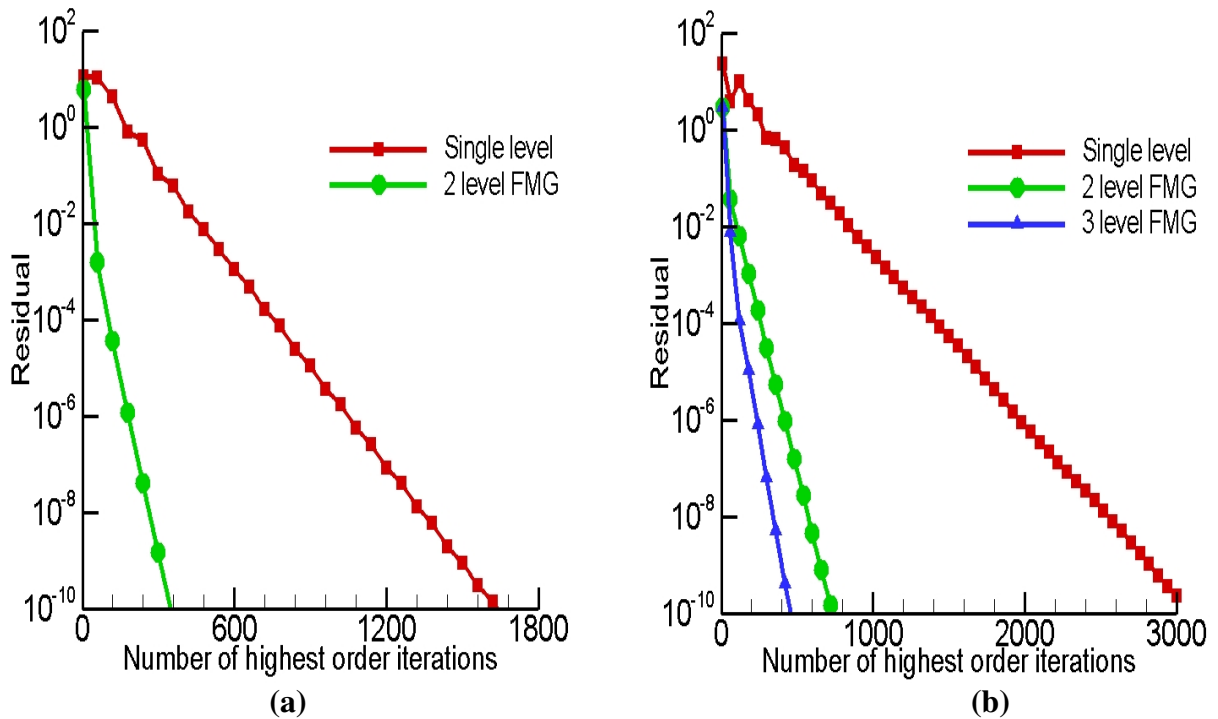 10^2
10^0
10^-2
10^-4
10^-6
10^-8
10^-10
Residual
Single level
2 level FMG
0 600 1200 1800
Number of highest order iterations
(a)
10^2
10^0
10^-2
10^-4
10^-6
10^-8
10^-10
Residual
Single level
2 level FMG
3 level FMG
0 1000 2000 3000
Number of highest order iterations
(b)